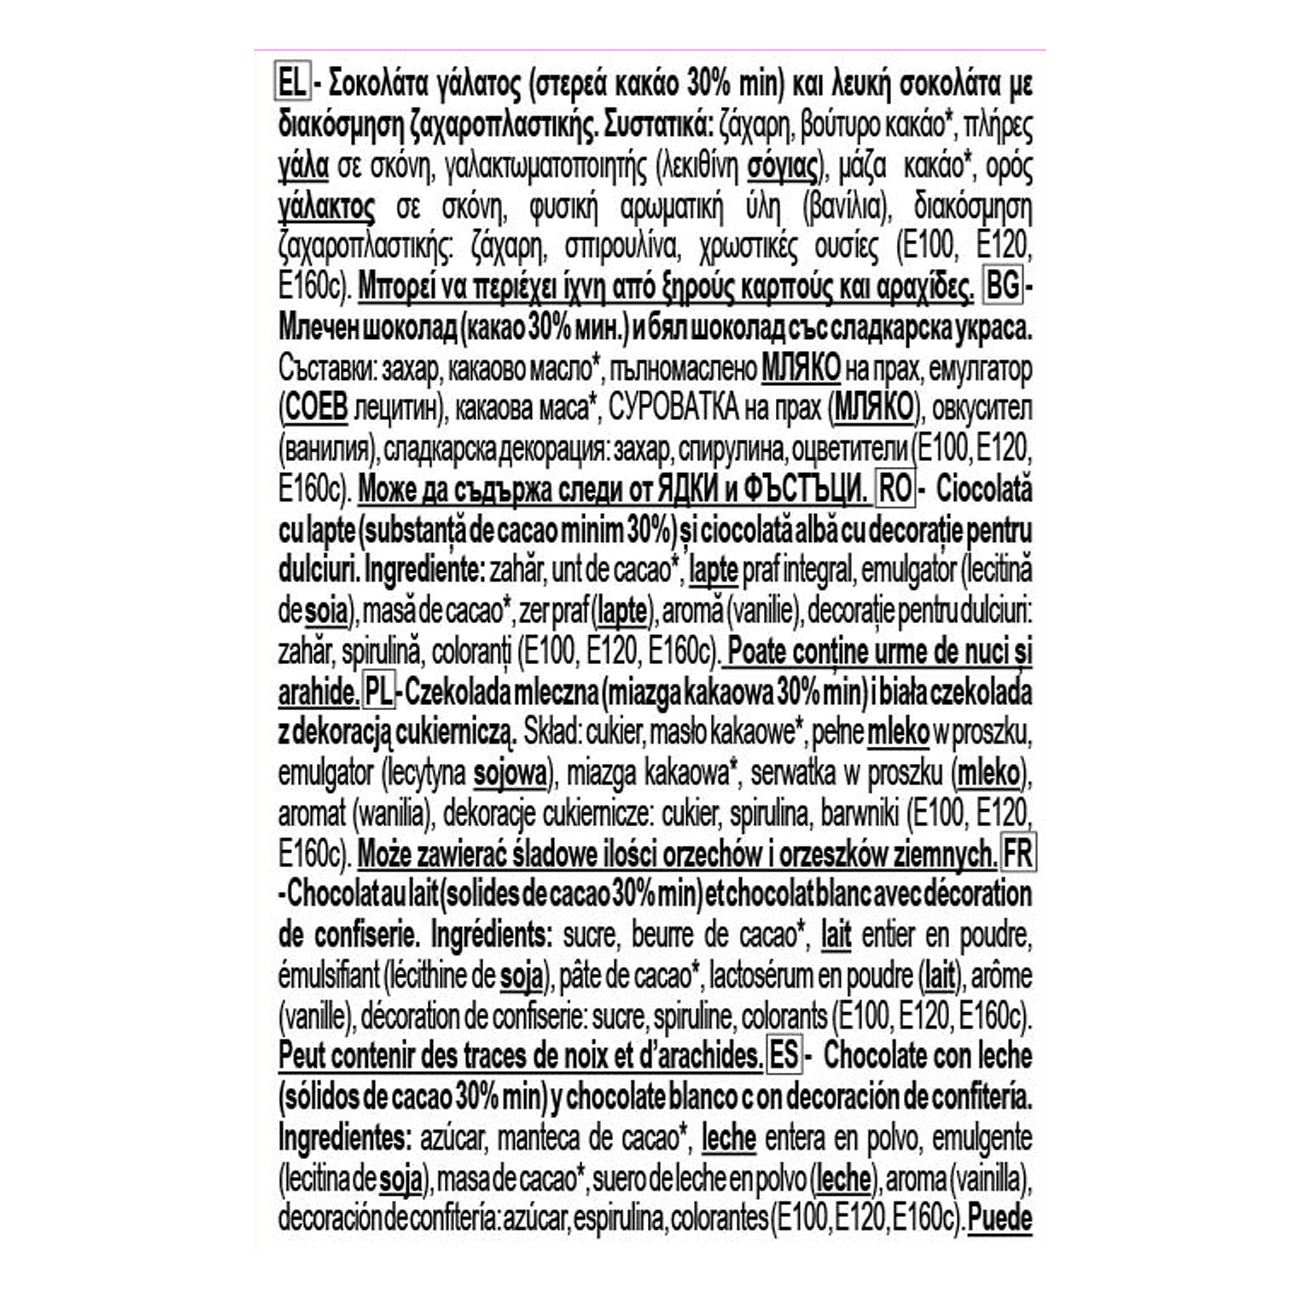 EL - Σοκολάτα γάλατος (στερεά κακάο 30% min) και λευκή σοκολάτα με
διακόσμηση ζαχαροπλαστικής. Συστατικά: ζάχαρη, βούτυρο κακάο*, πλήρες
γάλα σε σκόνη, γαλακτωματοποιητής (λεκιθίνη σόγιας), μάζα κακάο*, ορός
γάλακτος σε σκόνη, φυσική αρωματική ύλη (βανίλια), διακόσμηση
ζαχαροπλαστικής: ζάχαρη, σπιρουλίνα, χρωστικές ουσίες (E100, E120,
E160c). Μπορεί να περιέχει ίχνη από ξηρούς καρπούς και αραχίδες. BG -
Млечен шоколад (какао 30% мин.) и бял шоколад със сладкарска украса.
Съставки: захар, какаово масло*, пълномаслено МЛЯКО на прах, емулгатор
(СОЕВ лецитин), какаова маса*, СУРОВАТКА на прах (МЛЯКО), овкусител
(ванилия), сладкарска декорация: захар, спирулина, оцветители (E100, E120,
E160c). Може да съдържа следи от ЯДКИ и ФЪСТЪЦИ. RO - Ciocolată
cu lapte (substanță de cacao minim 30%) și ciocolată albă cu decorație pentru
dulciuri. Ingrediente: zahăr, unt de cacao*, lapte praf integral, emulgator (lecitină
de soia), masă de cacao*, zer praf (lapte), aromă (vanilie), decorație pentru dulciuri:
zahăr, spirulină, coloranți (E100, E120, E160c). Poate conține urme de nuci și
arahide. PL - Czekolada mleczna (miazga kakaowa 30% min) i biała czekolada
z dekoracją cukierniczą. Skład: cukier, masło kakaowe*, pełne mleko w proszku,
emulgator (lecytyna sojowa), miazga kakaowa*, serwatka w proszku (mleko),
aromat (wanilia), dekoracje cukiernicze: cukier, spirulina, barwniki (E100, E120,
E160c). Może zawierać śladowe ilości orzechów i orzeszków ziemnych. FR
- Chocolat au lait (solides de cacao 30% min) et chocolat blanc avec décoration
de confiserie. Ingrédients: sucre, beurre de cacao*, lait entier en poudre,
émulsifiant (lécithine de soja), pâte de cacao*, lactosérum en poudre (lait), arôme
(vanille), décoration de confiserie: sucre, spiruline, colorants (E100, E120, E160c).
Peut contenir des traces de noix et d’arachides. ES - Chocolate con leche
(sólidos de cacao 30% min) y chocolate blanco c on decoración de confitería.
Ingredientes: azúcar, manteca de cacao*, leche entera en polvo, emulgente
(lecitina de soja), masa de cacao*, suero de leche en polvo (leche), aroma (vainilla),
decoración de confitería: azúcar, espirulina, colorantes (E100, E120, E160c). Puede